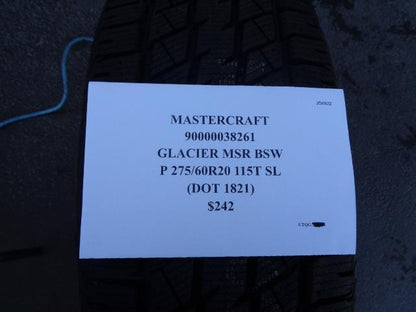 MASTERCRAFT
90000038261
GLACIER MSR BSW
P 275/60R20 115T SL
(DOT 1821)
$242